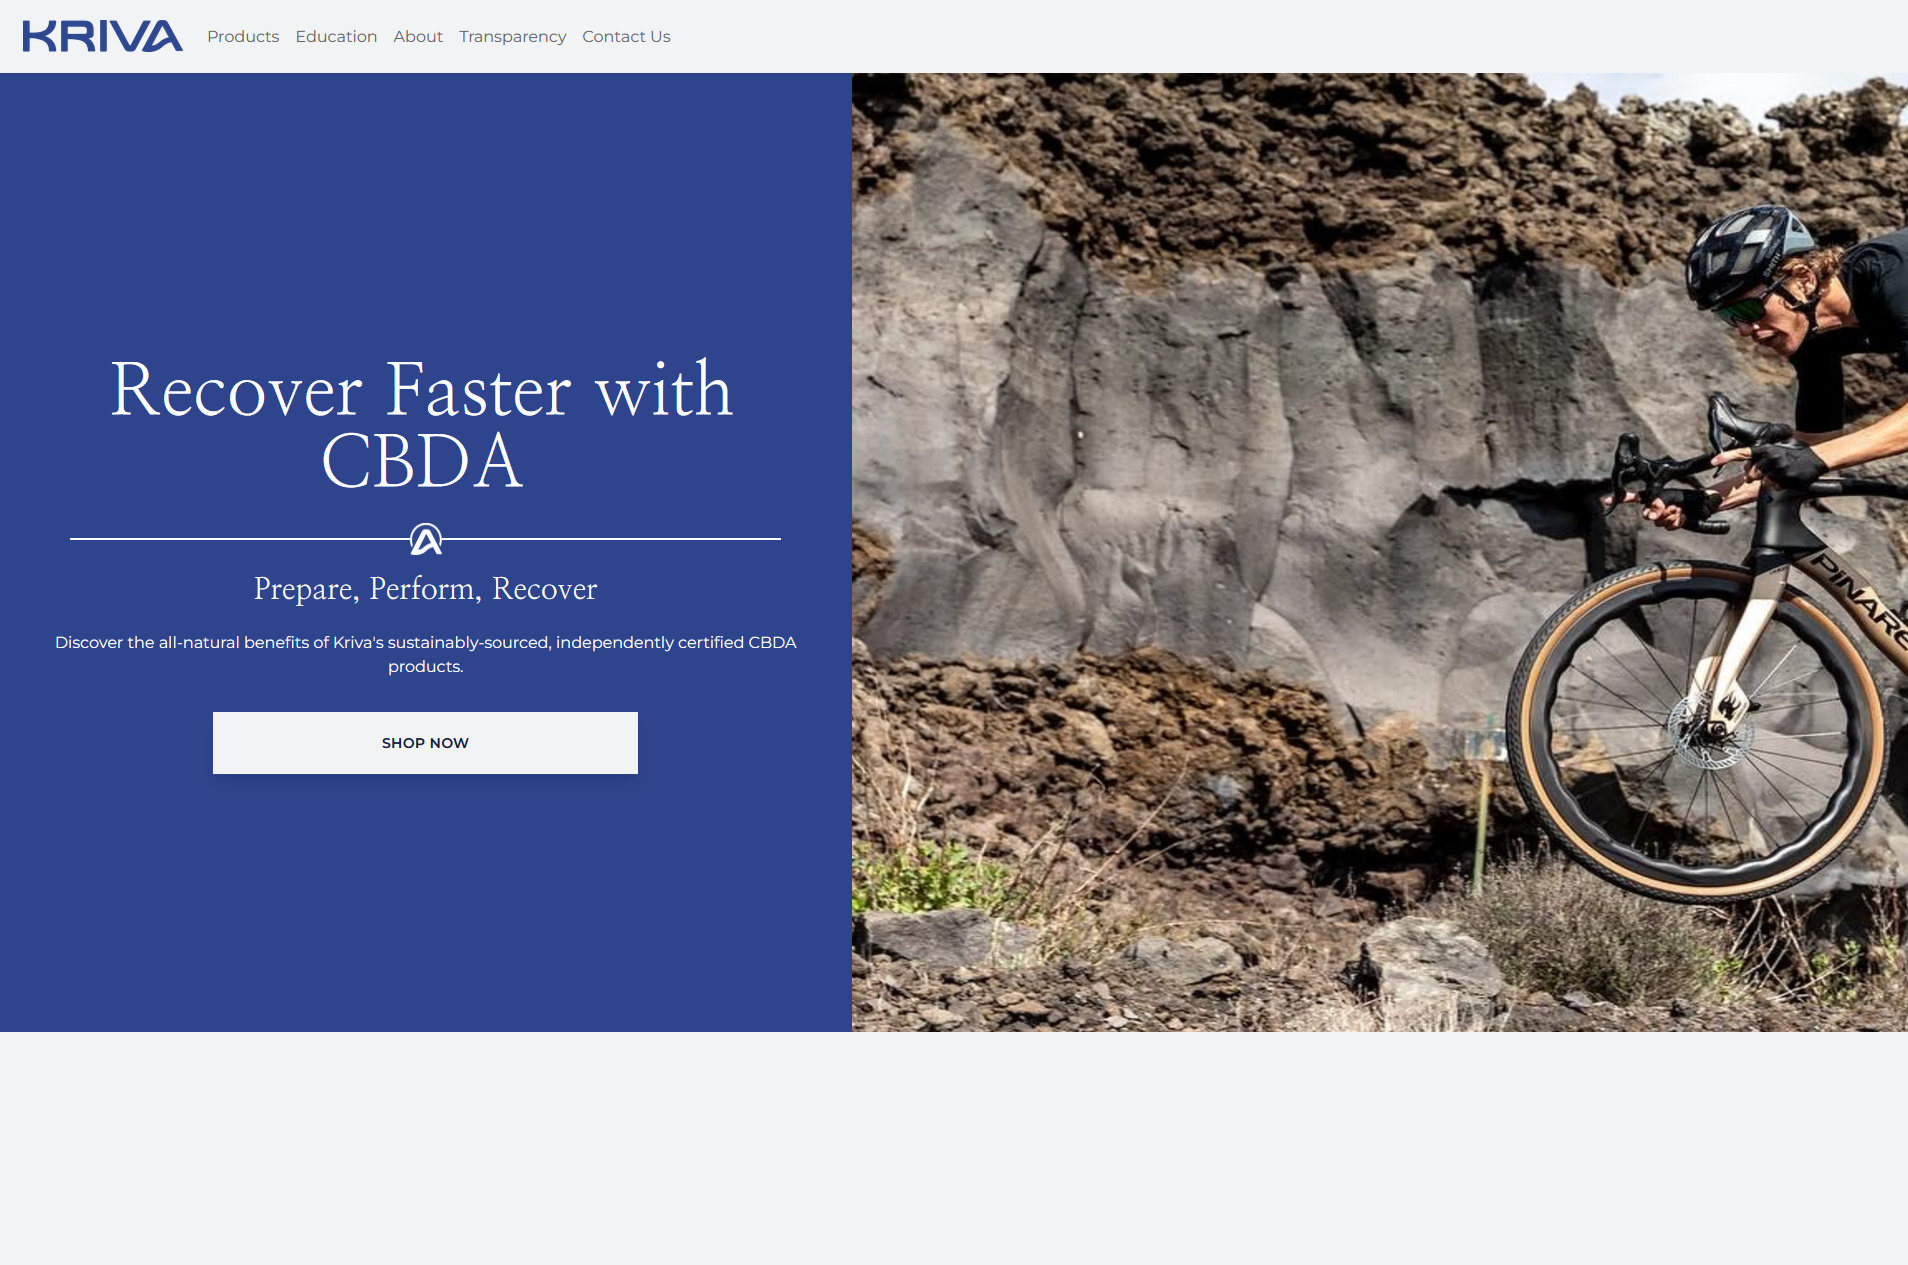 KRIVA
Products Education About Transparency Contact Us
Recover Faster with
CBDA
Prepare, Perform, Recover
Discover the all-natural benefits of Kriva's sustainably-sourced, independently certified CBDA
products.
SHOP NOW
SMITH
PINARE